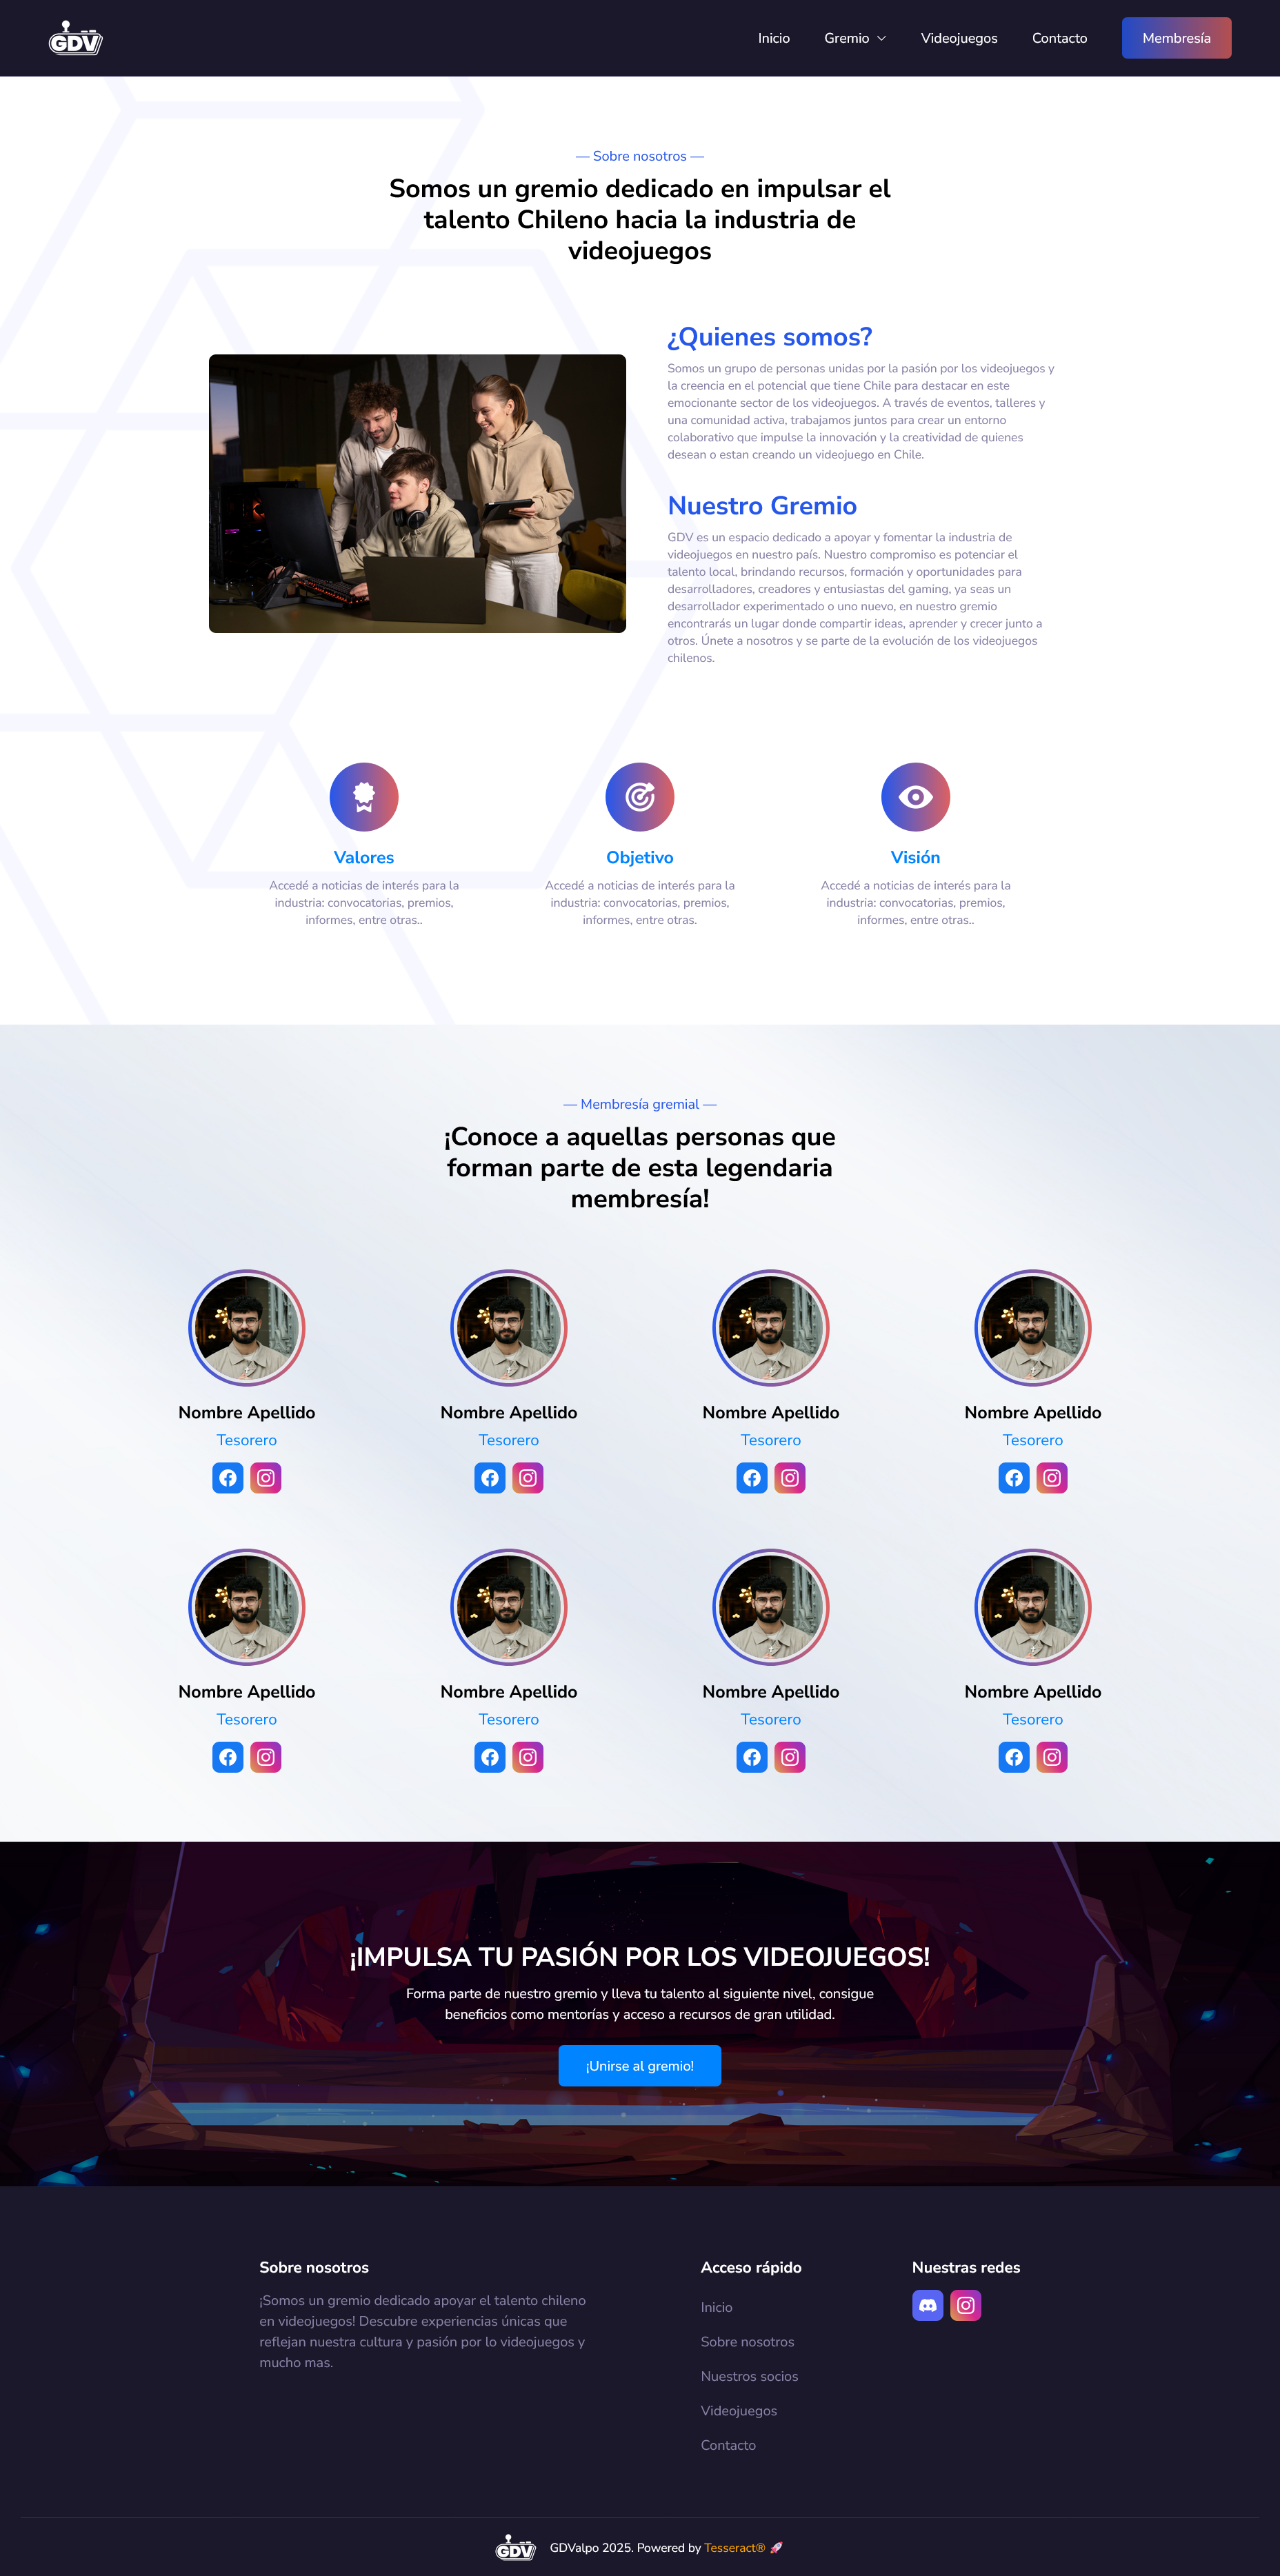 GDV
Inicio
Gremio
Videojuegos
Contacto
Membresía
— Sobre nosotros —
Somos un gremio dedicado en impulsar el
talento Chileno hacia la industria de
videojuegos
¿Quienes somos?
Somos un grupo de personas unidas por la pasión por los videojuegos y
la creencia en el potencial que tiene Chile para destacar en este
emocionante sector de los videojuegos. A través de eventos, talleres y
una comunidad activa, trabajamos juntos para crear un entorno
colaborativo que impulse la innovación y la creatividad de quienes
desean o estan creando un videojuego en Chile.
Nuestro Gremio
GDV es un espacio dedicado a apoyar y fomentar la industria de
videojuegos en nuestro país. Nuestro compromiso es potenciar el
talento local, brindando recursos, formación y oportunidades para
desarrolladores, creadores y entusiastas del gaming, ya seas un
desarrollador experimentado o uno nuevo, en nuestro gremio
encontrarás un lugar donde compartir ideas, aprender y crecer junto a
otros. Únete a nosotros y se parte de la evolución de los videojuegos
chilenos.
Valores
Accedé a noticias de interés para la
industria: convocatorias, premios,
informes, entre otras..
Objetivo
Accedé a noticias de interés para la
industria: convocatorias, premios,
informes, entre otras.
Visión
Accedé a noticias de interés para la
industria: convocatorias, premios,
informes, entre otras..
— Membresía gremial —
¡Conoce a aquellas personas que
forman parte de esta legendaria
membresía!
Nombre Apellido
Tesorero
Nombre Apellido
Tesorero
Nombre Apellido
Tesorero
Nombre Apellido
Tesorero
Nombre Apellido
Tesorero
Nombre Apellido
Tesorero
Nombre Apellido
Tesorero
Nombre Apellido
Tesorero
¡IMPULSA TU PASIÓN POR LOS VIDEOJUEGOS!
Forma parte de nuestro gremio y lleva tu talento al siguiente nivel, consigue
beneficios como mentorías y acceso a recursos de gran utilidad.
¡Unirse al gremio!
Sobre nosotros
¡Somos un gremio dedicado apoyar el talento chileno
en videojuegos! Descubre experiencias únicas que
reflejan nuestra cultura y pasión por lo videojuegos y
mucho mas.
Acceso rápido
Inicio
Sobre nosotros
Nuestros socios
Videojuegos
Contacto
Nuestras redes
GDV
GDValpo 2025. Powered by Tesseract® 🚀